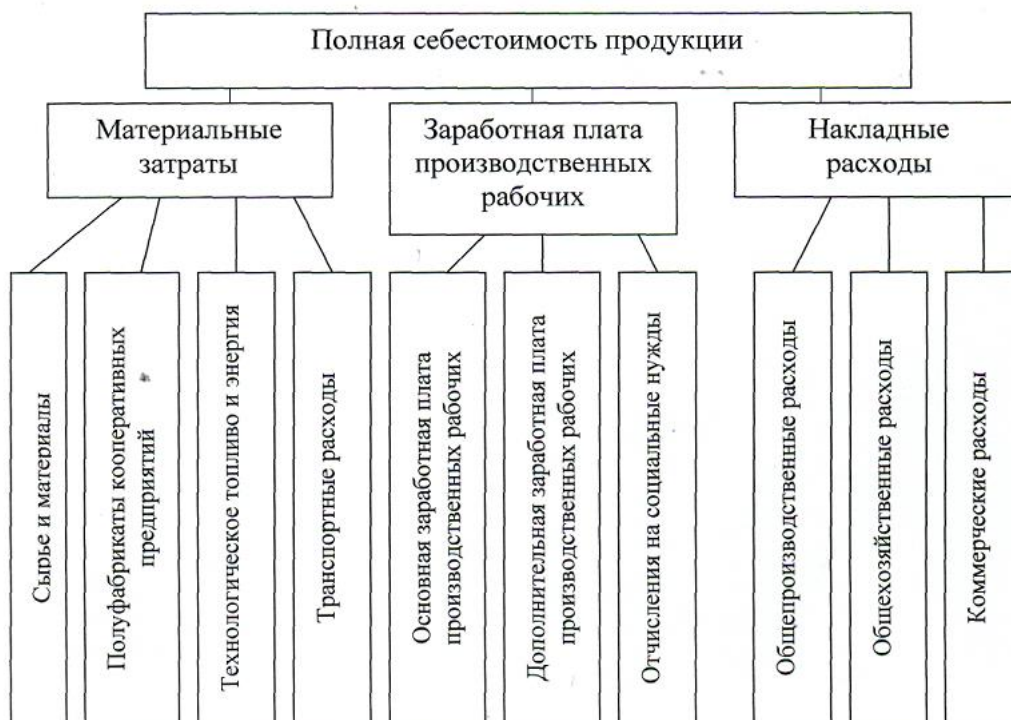 Полная себестоимость продукции
Материальные
затраты
Заработная плата
производственных
рабочих
Накладные
расходы
Сырье и материалы
Полуфабрикаты кооперативных
предприятий
Технологическое топливо и энергия
Транспортные расходы
Основная заработная плата
производственных рабочих
Дополнительная заработная плата
производственных рабочих
Отчисления на социальные нужды
Общепроизводственные расходы
Общехозяйственные расходы
Коммерческие расходы